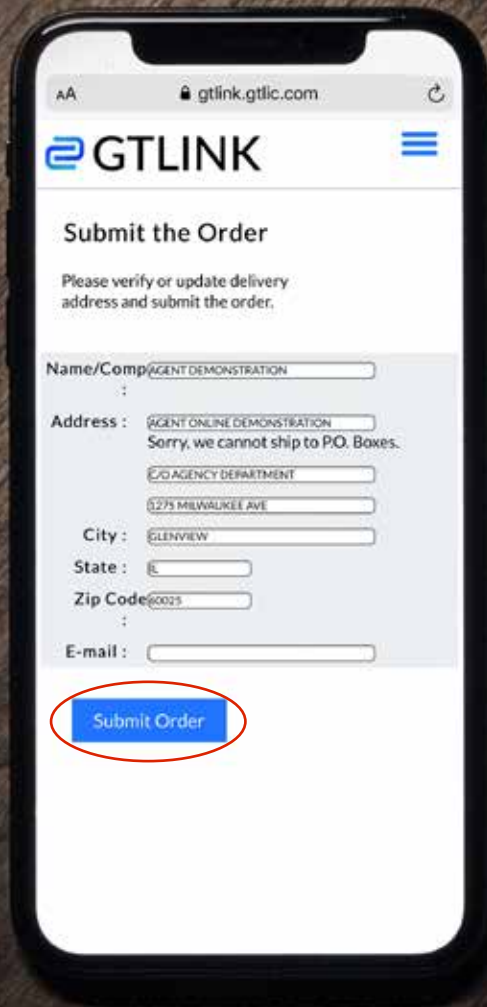 AA gtlink.gtlic.com
GTLINK
Submit the Order
Please verify or update delivery
address and submit the order.
Name/Comp AGENT DEMONSTRATION
:
Address : AGENT ONLINE DEMONSTRATION
Sorry, we cannot ship to P.O. Boxes.
C/O AGENCY DEPARTMENT
1275 MILWAUKEE AVE
City : GLENVIEW
State : IL
Zip Code 60025
:
E-mail :
Submit Order